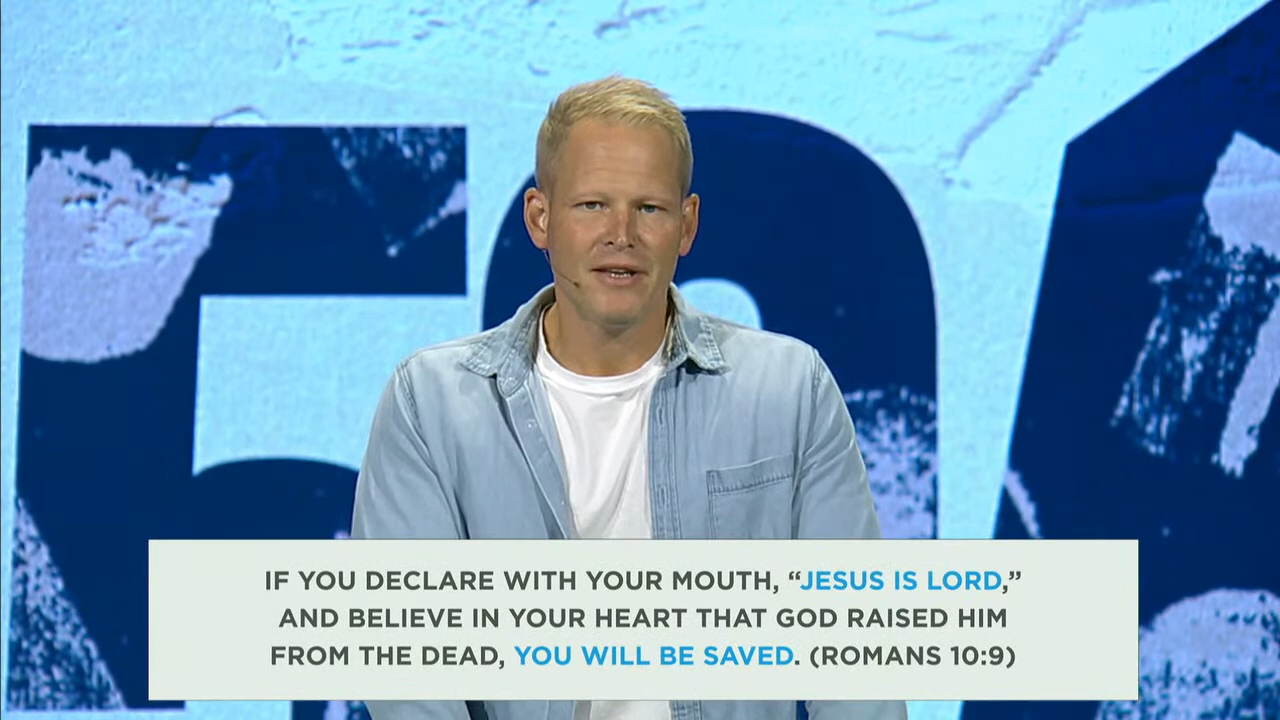 IF YOU DECLARE WITH YOUR MOUTH, “JESUS IS LORD,”
AND BELIEVE IN YOUR HEART THAT GOD RAISED HIM
FROM THE DEAD, YOU WILL BE SAVED. (ROMANS 10:9)